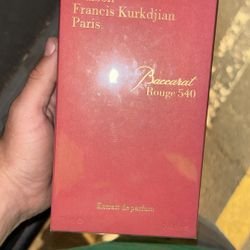 Francis Kurkdjian
Paris
Baccarat
Rouge 540
Extrait de parfum